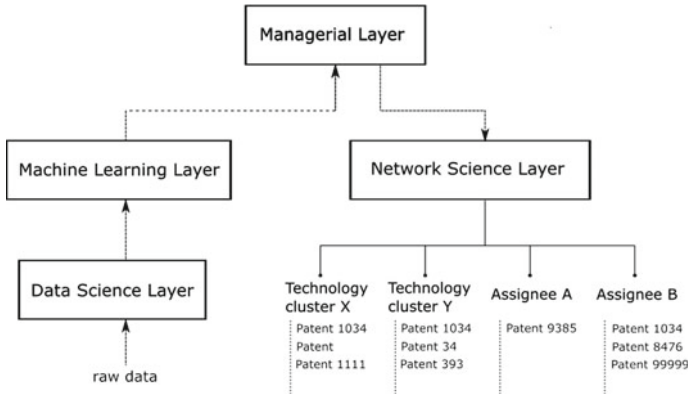 Managerial Layer
Machine Learning Layer
Network Science Layer
Data Science Layer
raw data
Technology
cluster X
Patent 1034
Patent
Patent 1111
Technology
cluster Y
Patent 1034
Patent 34
Patent 393
Assignee A
Patent 9385
Assignee B
Patent 1034
Patent 8476
Patent 99999